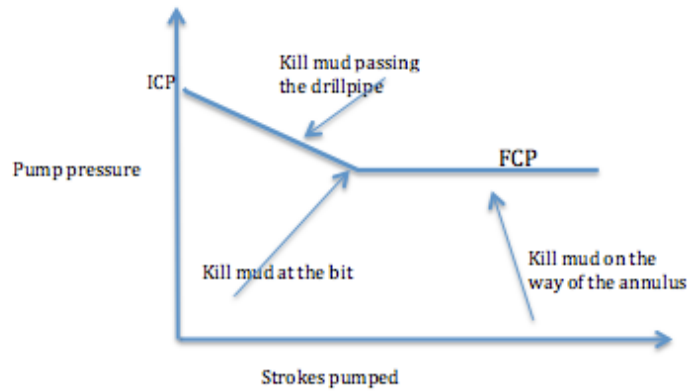 Kill mud passing
the drillpipe
ICP
FCP
Pump pressure
Kill mud at the bit
Kill mud on the
way of the annulus
Strokes pumped